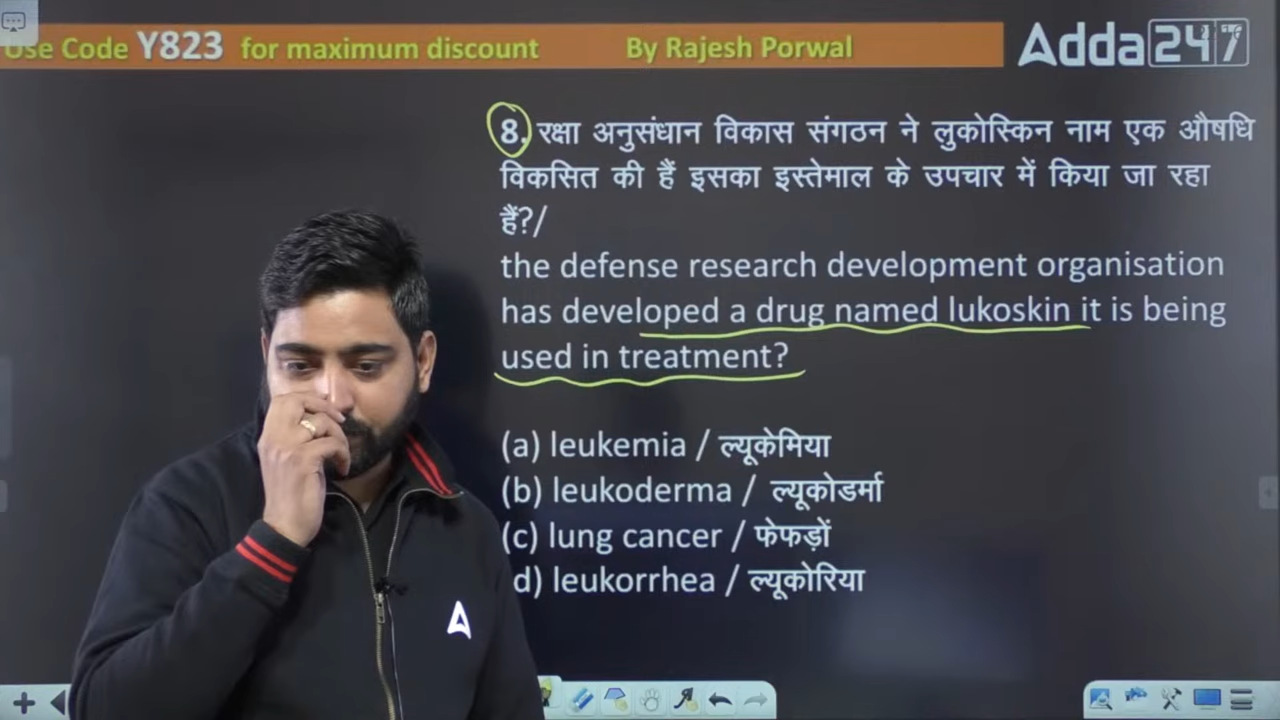 Use Code Y823 for maximum discount By Rajesh Porwal
Adda247
8. रक्षा अनुसंधान विकास संगठन ने लुकोस्किन नाम एक औषधि
विकसित की हैं इसका इस्तेमाल के उपचार में किया जा रहा
हैं?/
the defense research development organisation
has developed a drug named lukoskin it is being
used in treatment?
(a) leukemia / ल्यूकेमिया
(b) leukoderma / ल्यूकोडर्मा
(c) lung cancer / फेफड़ों
d) leukorrhea / ल्यूकोरिया